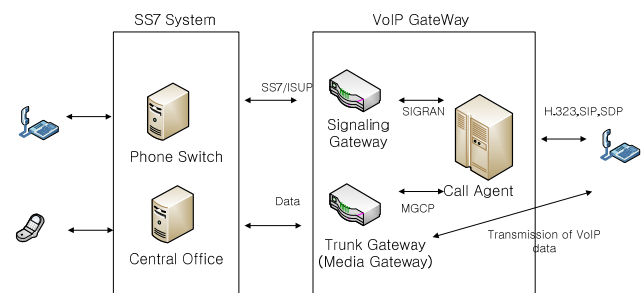 SS7 System
VoIP GateWay
SS7/ISUP
SIGRAN
H.323,SIP,SDP
Phone Switch
Signaling
Gateway
Call Agent
Data
MGCP
Central Office
Trunk Gateway
(Media Gateway)
Transmission of VoIP
data